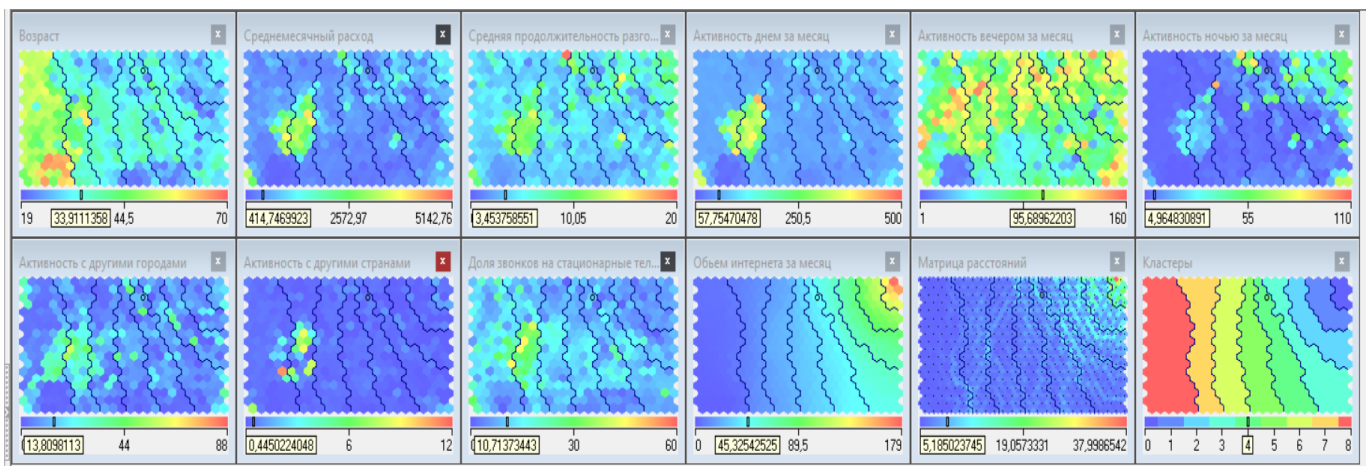 Возраст
19 33,9111358 44,5 70
Среднемесячный расход
414,7469923 2572,97 5142,76
Средняя продолжительность разго...
3,453758551 10,05 20
Активность днем за месяц
57,75470478 250,5 500
Активность вечером за месяц
1 95,68962203 160
Активность ночью за месяц
4,964830891 55 110
Активность с другими городами
13,8098113 44 88
Активность с другими странами
0,4450224048 6 12
Доля звонков на стационарные тел...
10,71373443 30 60
Объем интернета за месяц
0 45,32542525 89,5 179
Матрица расстояний
5,185023745 19,0573331 37,9986542
Кластеры
0 1 2 3 4 5 6 7 8